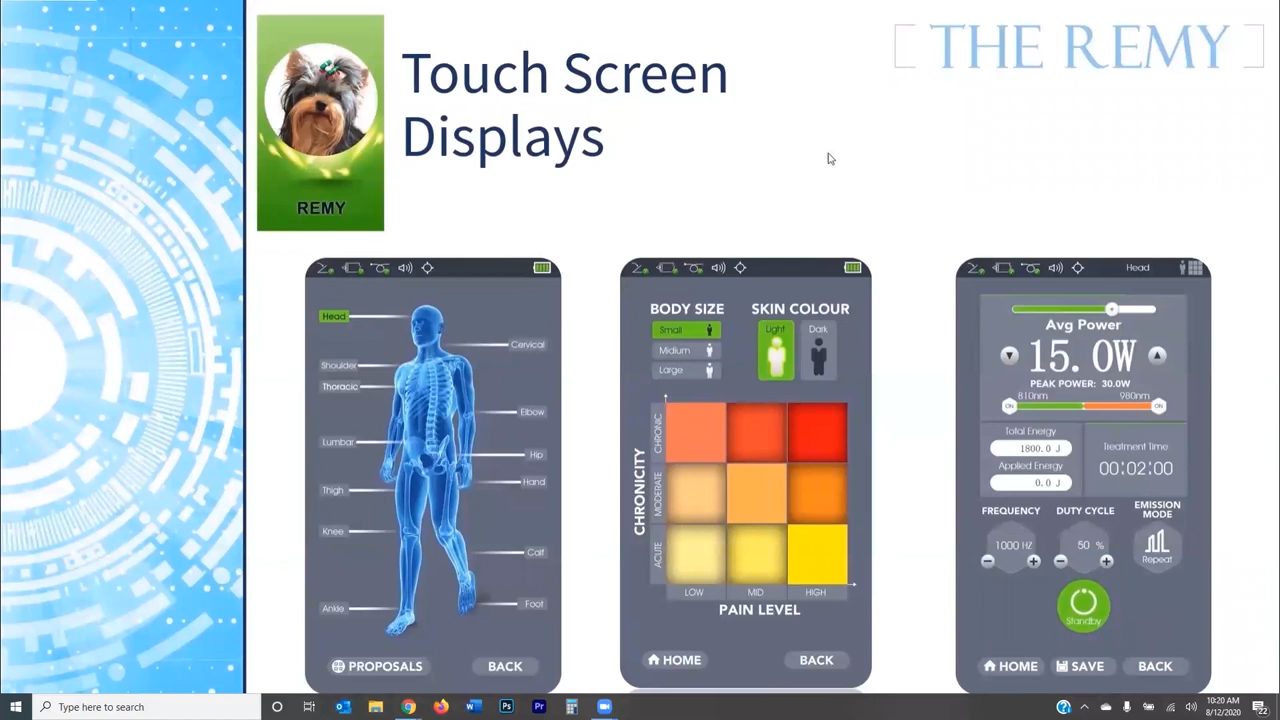 THE REMY
Touch Screen
Displays
REMY
Head
Cervical
Shoulder
Thoracic
Elbow
Lumbar
Hip
Hand
Thigh
Knee
Calf
Ankle
Foot
PROPOSALS
BACK
BODY SIZE
SKIN COLOUR
Small
Midium
Large
Light
Dark
CHRONICITY
CHRONIC
MODERATE
ACUTE
LOW MID HIGH
PAIN LEVEL
HOME
BACK
Head
Avg Power
15.0W
PEAK POWER: 30.0W
810nm 980nm
ON ON
Total Energy
1800.0 J
Applied Energy
0.0 J
Treatment Time
00:02:00
FREQUENCY
DUTY CYCLE
EMISSION
MODE
1000 HZ
50 %
Repeat
Standby
HOME
SAVE
BACK
Type here to search
10:20 AM
8/12/2020
22